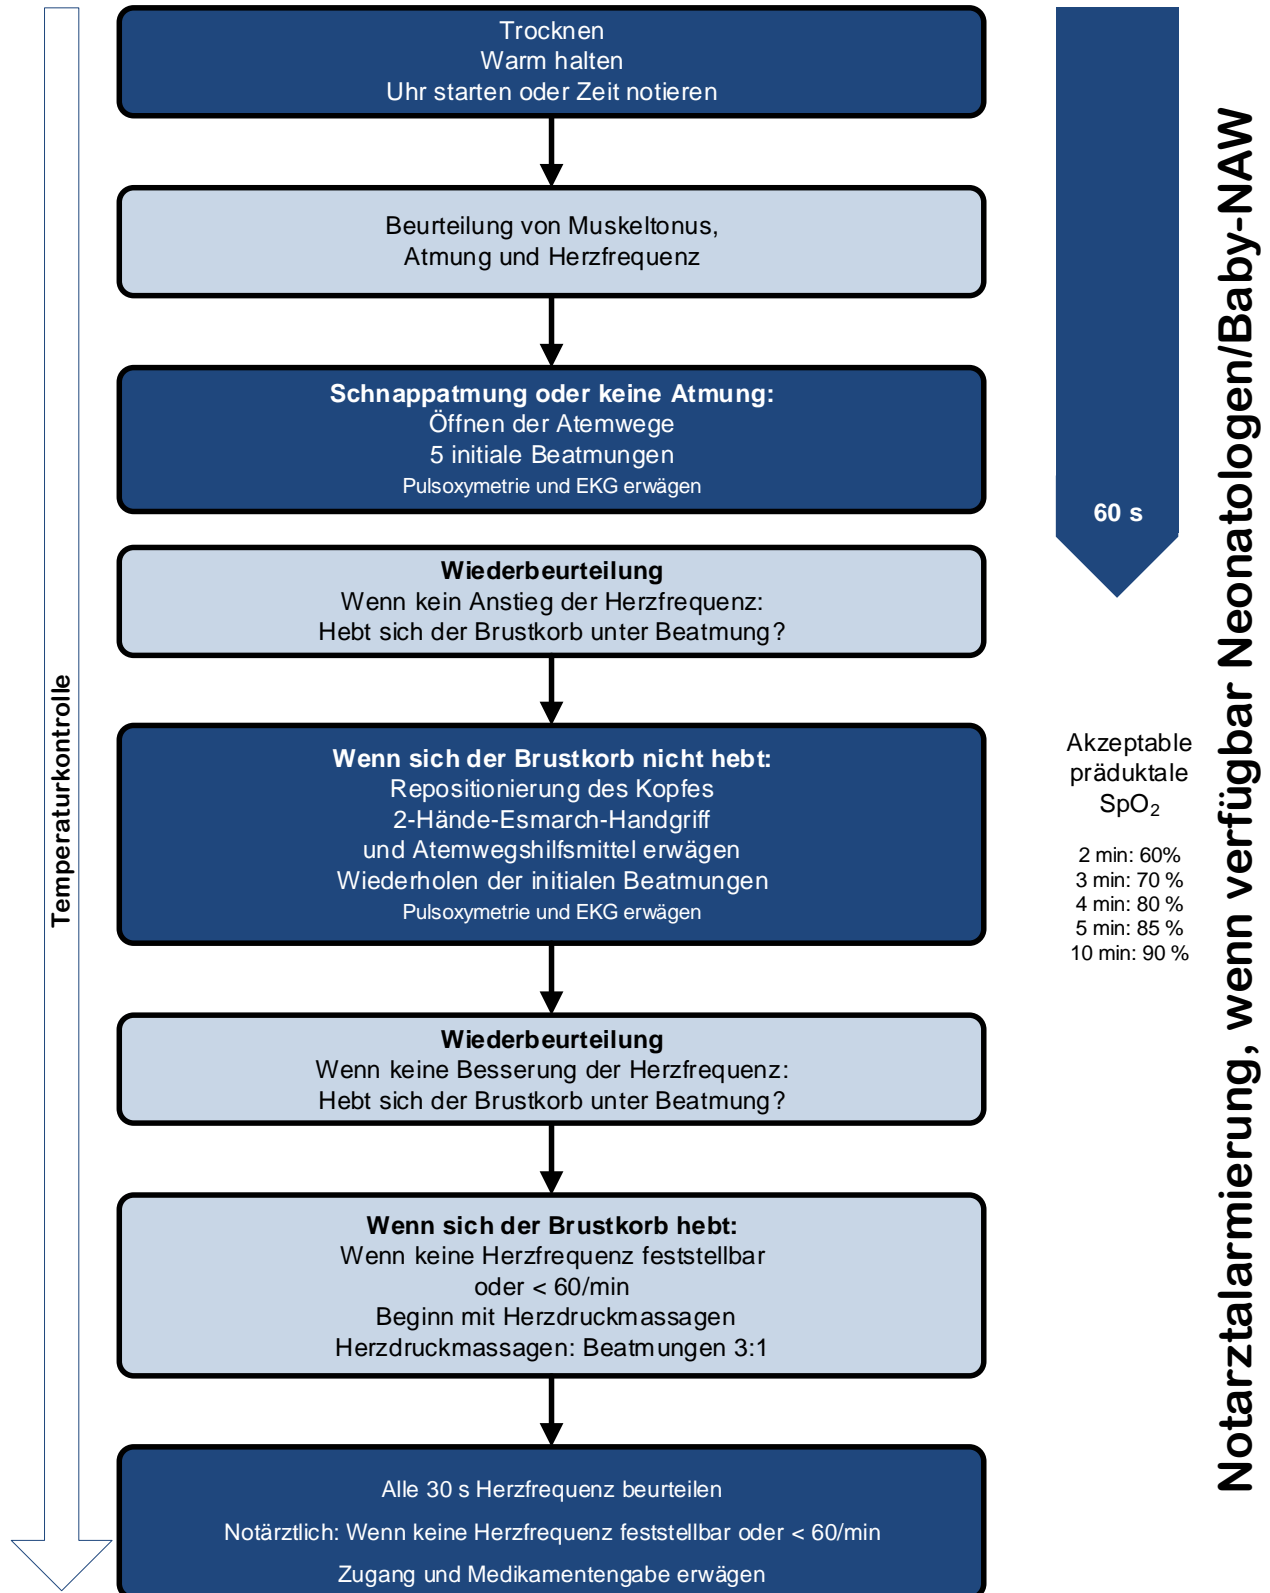 Trocknen
Warm halten
Uhr starten oder Zeit notieren
Beurteilung von Muskeltonus,
Atmung und Herzfrequenz
Schnappatmung oder keine Atmung:
Öffnen der Atemwege
5 initiale Beatmungen
Pulsoxymetrie und EKG erwägen
60 s
Wiederbeurteilung
Wenn kein Anstieg der Herzfrequenz:
Hebt sich der Brustkorb unter Beatmung?
Wenn sich der Brustkorb nicht hebt:
Repositionierung des Kopfes
2-Hände-Esmarch-Handgriff
und Atemwegshilfsmittel erwägen
Wiederholen der initialen Beatmungen
Pulsoxymetrie und EKG erwägen
Wiederbeurteilung
Wenn keine Besserung der Herzfrequenz:
Hebt sich der Brustkorb unter Beatmung?
Wenn sich der Brustkorb hebt:
Wenn keine Herzfrequenz feststellbar
oder < 60/min
Beginn mit Herzdruckmassagen
Herzdruckmassagen: Beatmungen 3:1
Alle 30 s Herzfrequenz beurteilen
Notärztlich: Wenn keine Herzfrequenz feststellbar oder < 60/min
Zugang und Medikamentengabe erwägen
Temperaturkontrolle
Akzeptable
präduktale
SpO₂
2 min: 60%
3 min: 70 %
4 min: 80 %
5 min: 85 %
10 min: 90 %
Notarztalarmierung, wenn verfügbar Neonatologen/Baby-NAW